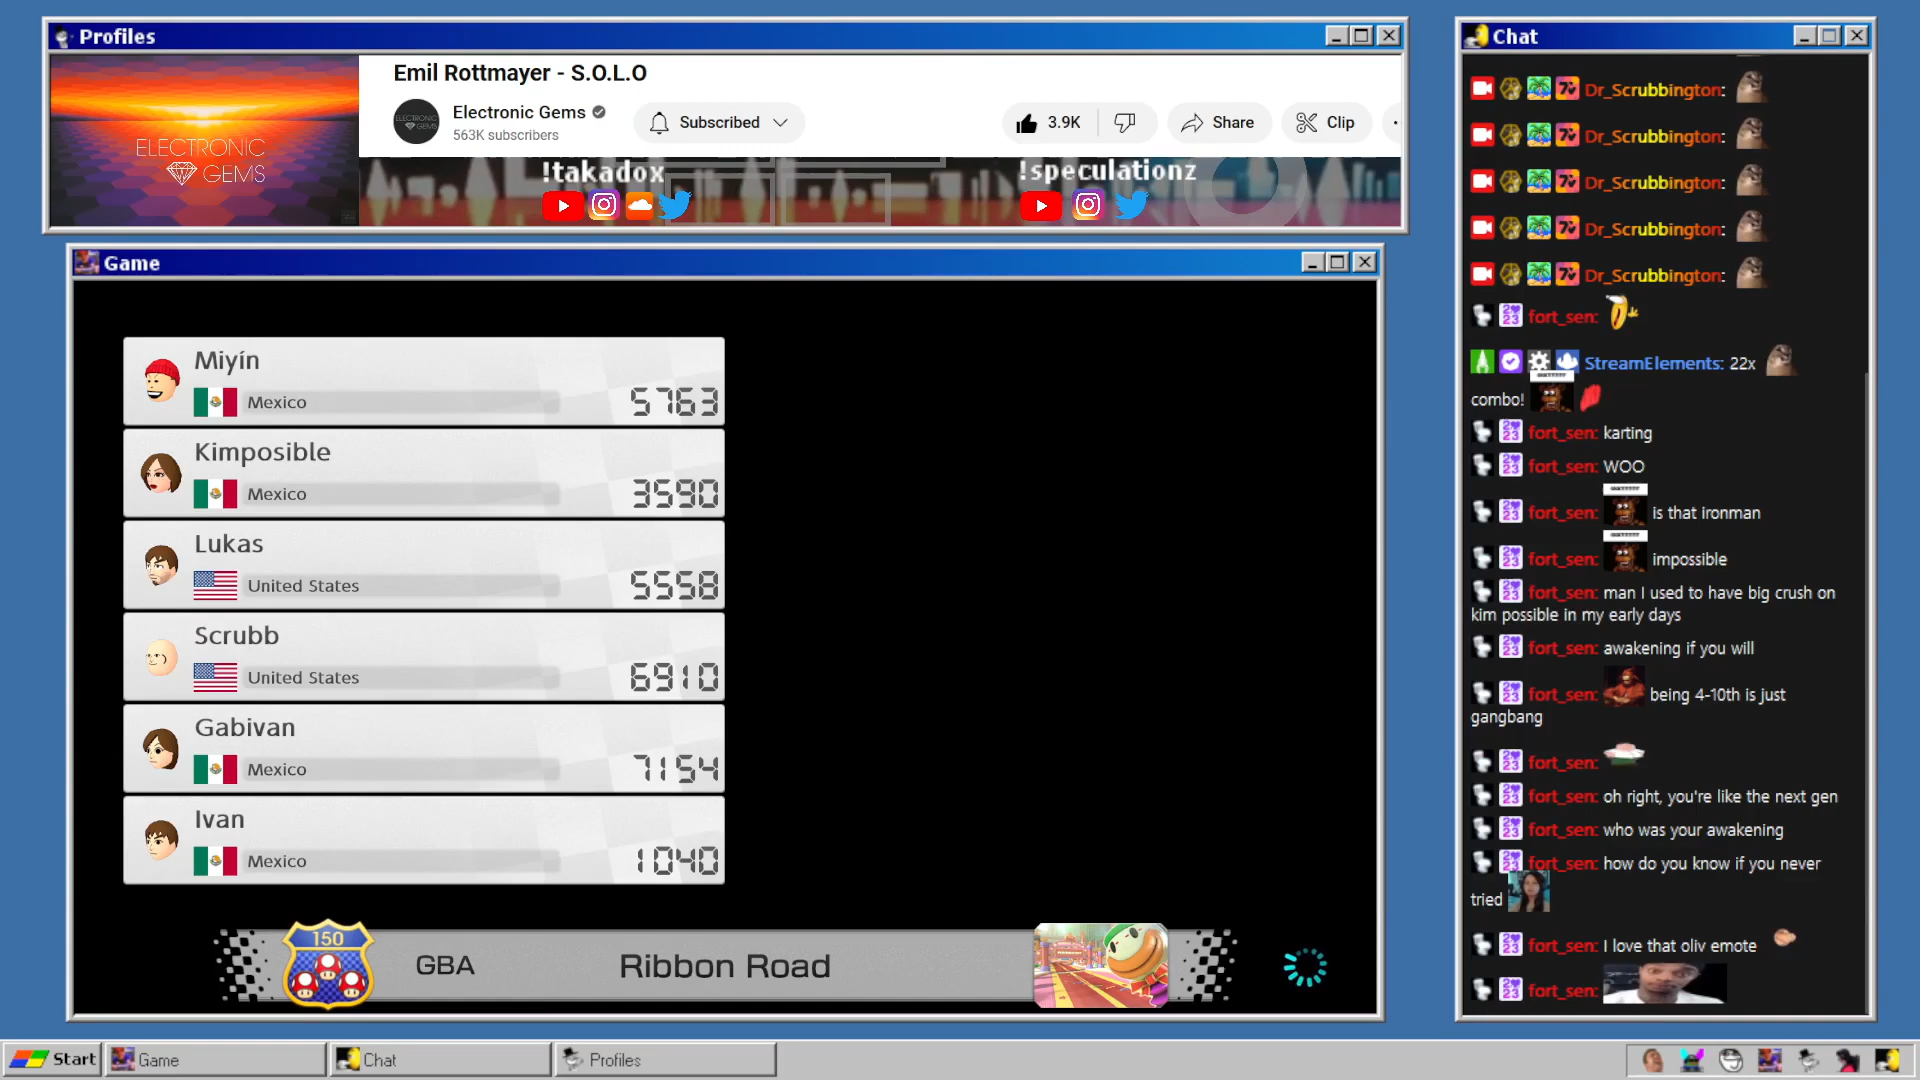 Profiles
Emil Rottmayer - S.O.L.O
ELECTRONIC
GEMS
Electronic Gems
563K subscribers
Subscribed
3.9K
Share
Clip
!takadox
!speculationz
Game
Miyín
Mexico
5763
Kimposible
Mexico
3590
Lukas
United States
5558
Scrubb
United States
6910
Gabivan
Mexico
7154
Ivan
Mexico
1040
150
GBA
Ribbon Road
Chat
Dr_Scrubbington:
Dr_Scrubbington:
Dr_Scrubbington:
Dr_Scrubbington:
Dr_Scrubbington:
fort_sen:
StreamElements: 22x
combo!
fort_sen: karting
fort_sen: WOO
fort_sen: is that ironman
fort_sen: impossible
fort_sen: man I used to have big crush on
kim possible in my early days
fort_sen: awakening if you will
fort_sen: being 4-10th is just
gangbang
fort_sen:
fort_sen: oh right, you're like the next gen
fort_sen: who was your awakening
fort_sen: how do you know if you never
tried
fort_sen: I love that oliv emote
fort_sen:
Start
Game
Chat
Profiles